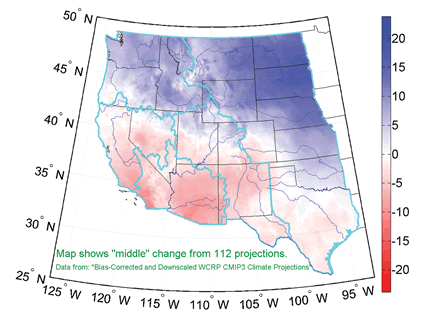 50° N
45° N
40° N
35° N
30° N
25° N
125° W
120° W
115° W
110° W
105° W
100° W
95° W
20
15
10
5
0
-5
-10
-15
-20
Map shows "middle" change from 112 projections.
Data from: "Bias-Corrected and Downscaled WCRP CMIP3 Climate Projections"